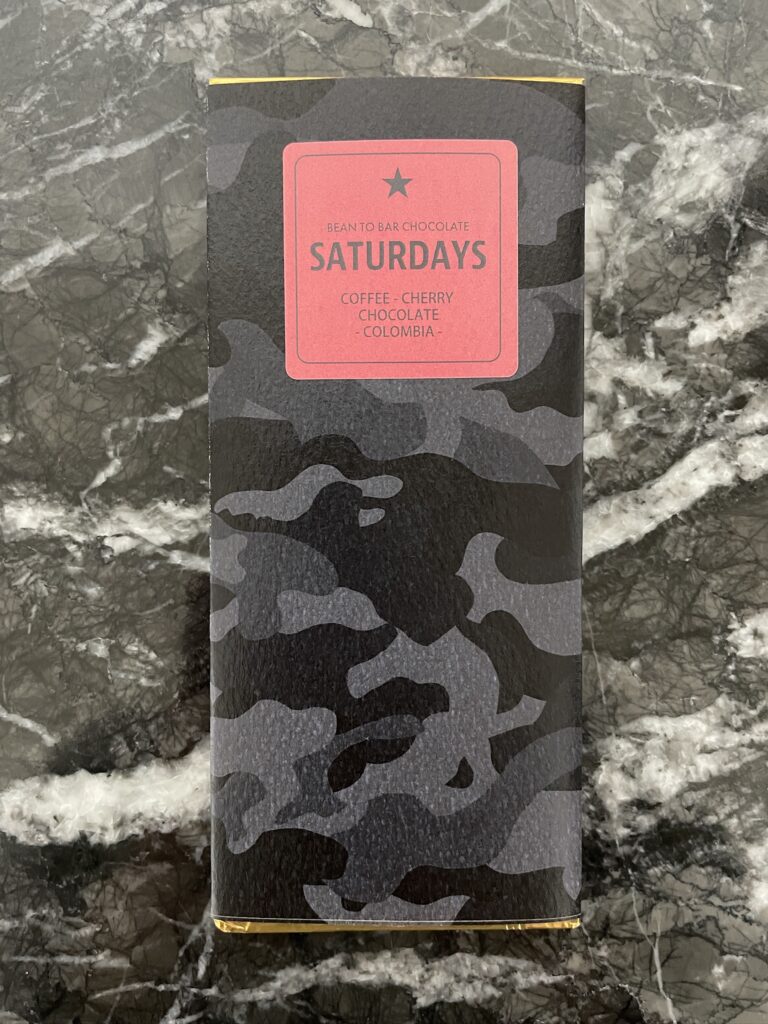 BEAN TO BAR CHOCOLATE
SATURDAYS
COFFEE - CHERRY
CHOCOLATE
- COLOMBIA -